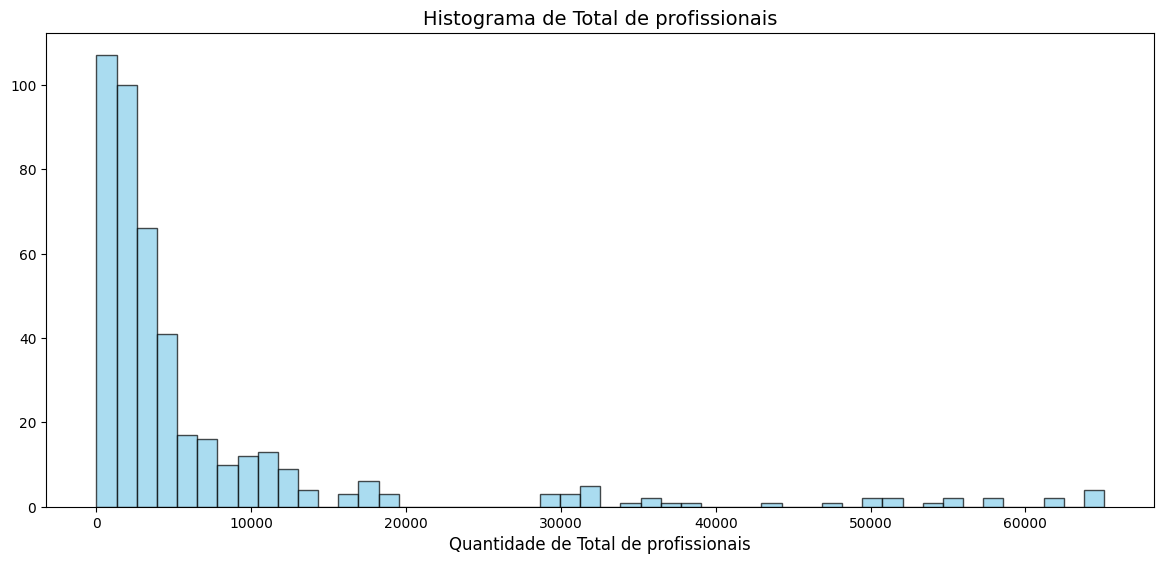 Histograma de Total de profissionais
100
80
60
40
20
0
0 10000 20000 30000 40000 50000 60000
Quantidade de Total de profissionais